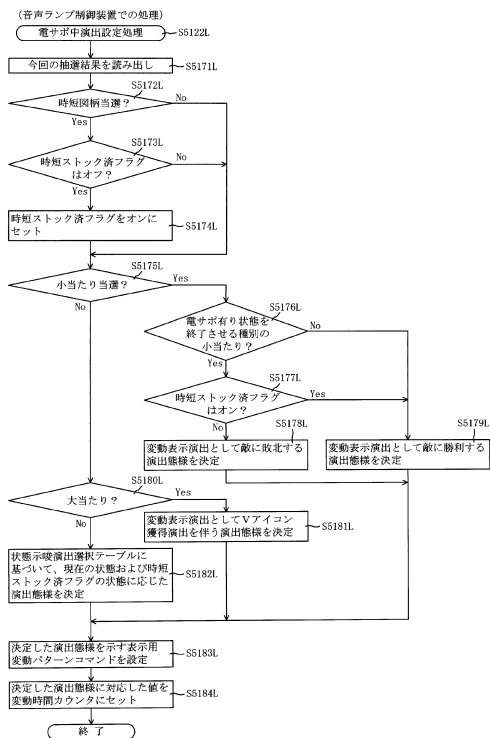 (音声ランプ制御装置での処理)
電サポ中演出設定処理
S5122L
今回の抽選結果を読み出し
S5171L
S5172L
時短図柄当選?
No
Yes
S5173L
時短ストック済フラグ
はオフ?
No
Yes
時短ストック済フラグをオンに
セット
S5174L
S5175L
小当たり当選?
Yes
No
S5176L
電サポ有り状態を
終了させる種別の
小当たり?
No
Yes
S5177L
時短ストック済フラグ
はオン?
Yes
No
S5178L
変動表示演出として敵に敗北する
演出態様を決定
S5179L
変動表示演出として敵に勝利する
演出態様を決定
S5180L
大当たり?
Yes
No
変動表示演出としてVアイコン
獲得演出を伴う演出態様を決定
S5181L
状態示唆演出選択テーブルに
基づいて、現在の状態および時短
ストック済フラグの状態に応じた
演出態様を決定
S5182L
決定した演出態様を示す表示用
変動パターンコマンドを設定
S5183L
決定した演出態様に対応した値を
変動時間カウンタにセット
S5184L
終了